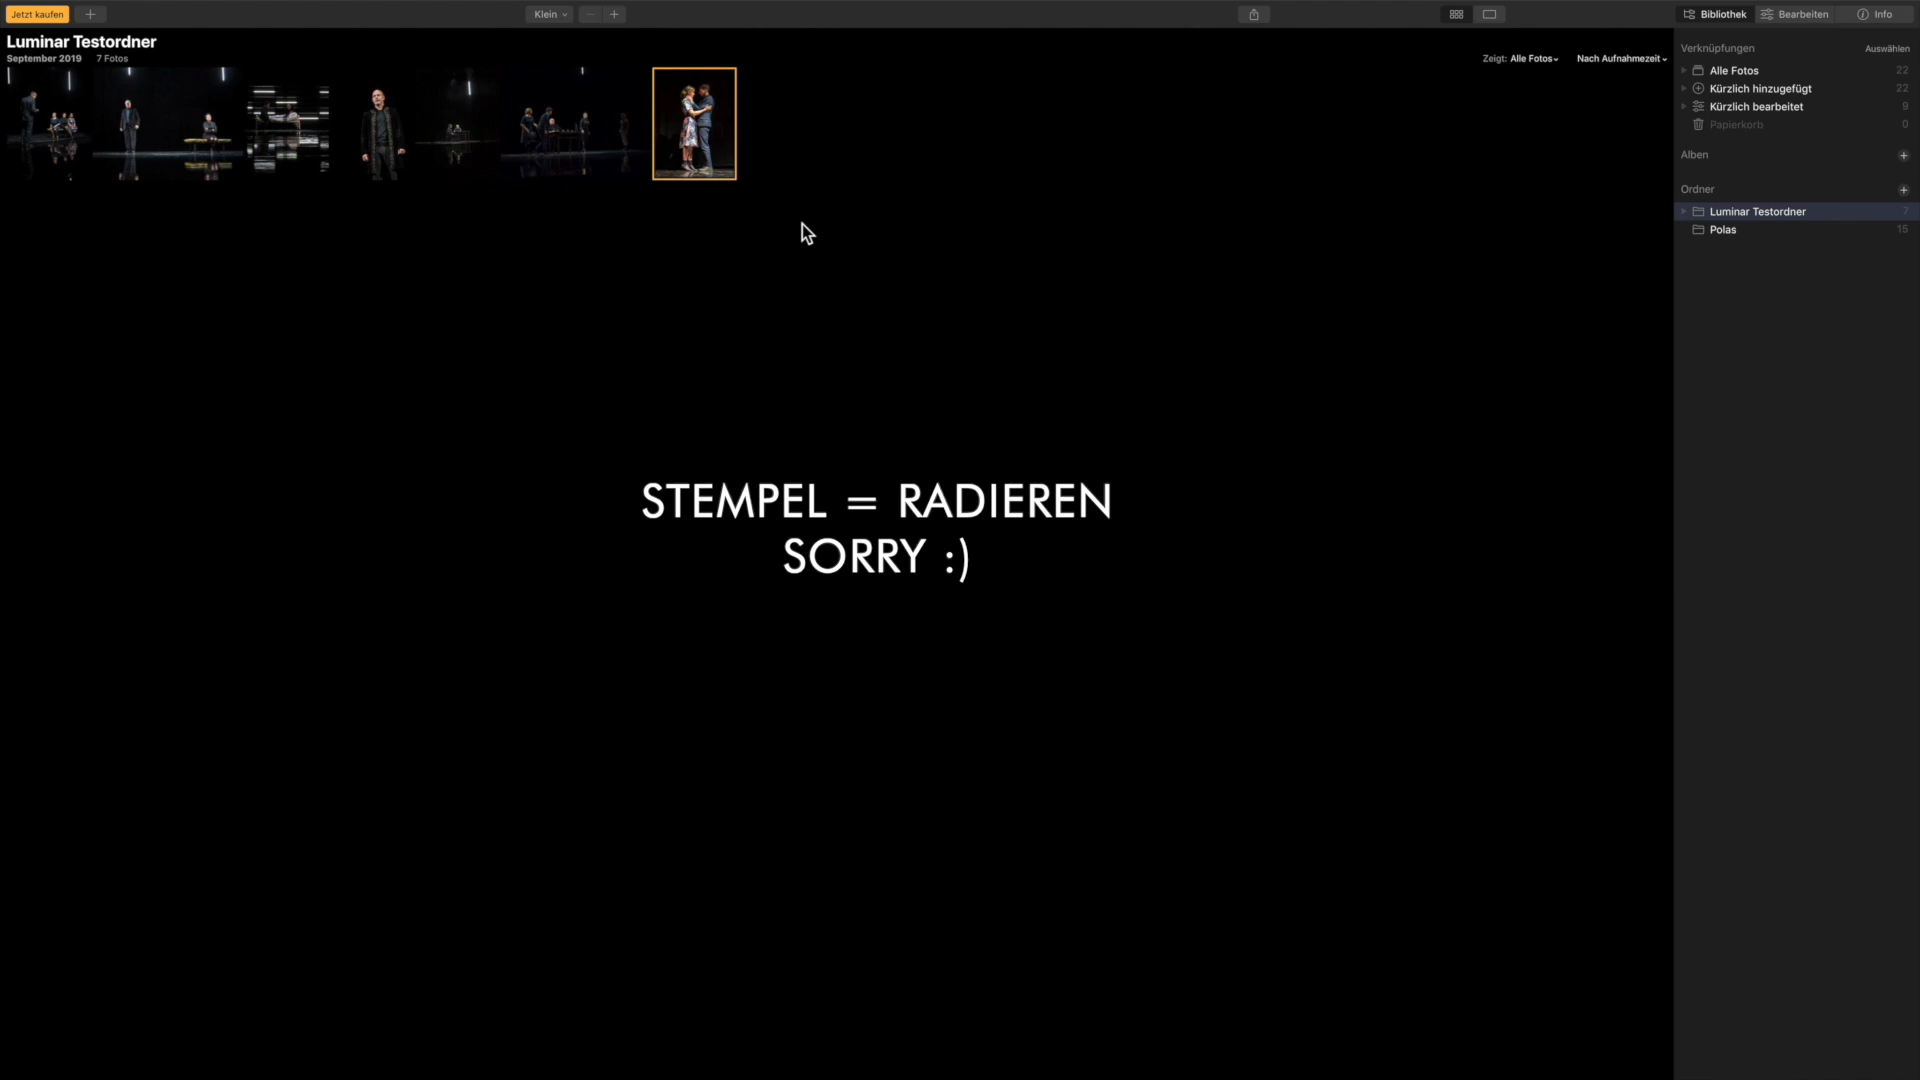 Jetzt kaufen
Klein
Bibliothek
Bearbeiten
Info
Luminar Testordner
September 2019 7 Fotos
Zeigt: Alle Fotos
Nach Aufnahmezeit
Verknüpfungen Auswählen
Alle Fotos 22
Kürzlich hinzugefügt 22
Kürzlich bearbeitet 9
Papierkorb 0
Alben
Ordner
Luminar Testordner 7
Polas 15
STEMPEL = RADIEREN
SORRY :)